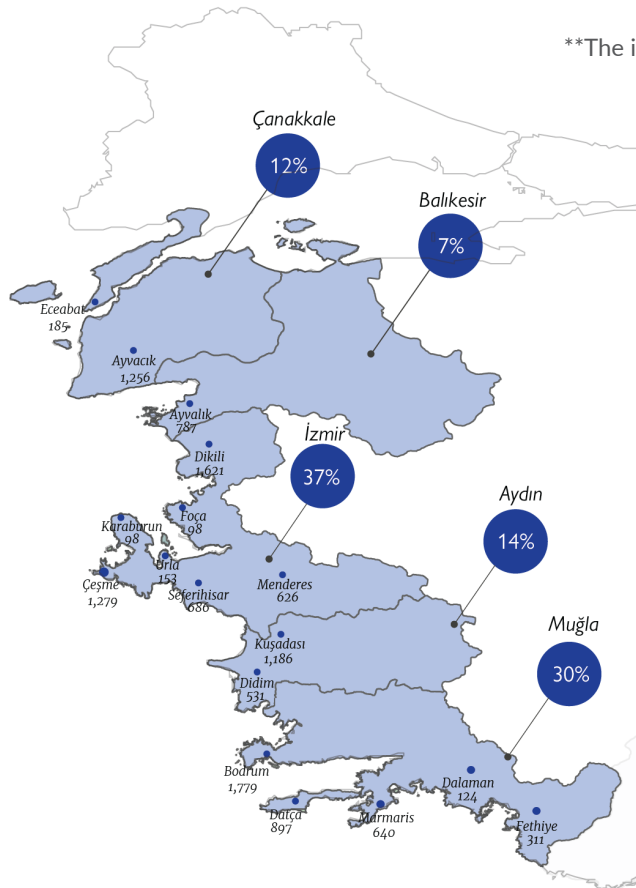 **The i
Çanakkale
12%
Balıkesir
7%
Eceabat
185
Ayvacık
1,256
Ayvalık
787
Dikili
1,621
İzmir
37%
Aydın
14%
Foça
98
Karaburun
98
Urla
153
Çeşme
1,279
Seferihisar
686
Menderes
626
Kuşadası
1,186
Muğla
30%
Didim
531
Bodrum
1,779
Datça
897
Marmaris
640
Dalaman
124
Fethiye
311